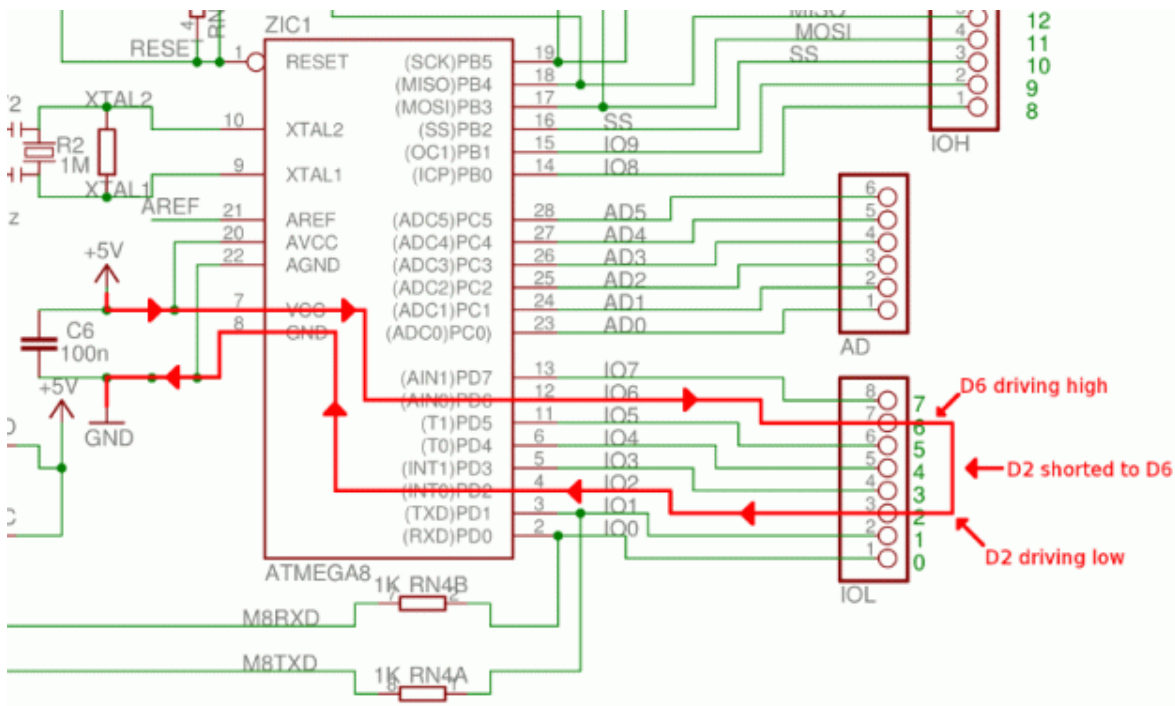 MISO
12
4
RN
ZIC1
MOSI
4
11
RESET
1
RESET
(SCK)PB5
19
SS
3
10
(MISO)PB4
18
2
9
XTAL2
(MOSI)PB3
17
1
8
10
XTAL2
(SS)PB2
16
SS
IOH
R2
1M
(OC1)PB1
15
IO9
9
XTAL1
(ICP)PB0
14
IO8
XTAL1
AREF
21
AREF
(ADC5)PC5
28
AD5
6
z
20
AVCC
(ADC4)PC4
27
AD4
5
+5V
22
AGND
(ADC3)PC3
26
AD3
4
(ADC2)PC2
25
AD2
3
7
VCC
(ADC1)PC1
24
AD1
2
C6
100n
8
GND
(ADC0)PC0)
23
AD0
1
AD
+5V
(AIN1)PD7
13
IO7
D6 driving high
(AIN0)PD6
12
IO6
8
7
GND
(T1)PD5
11
IO5
7
6
(T0)PD4
6
IO4
6
5
(INT1)PD3
5
IO3
5
4
D2 shorted to D6
(INT0)PD2
4
IO2
4
3
(TXD)PD1
3
IO1
3
2
(RXD)PD0
2
IO0
2
1
1
0
D2 driving low
ATMEGA8
IOL
1K RN4B
7
2
M8RXD
M8TXD
1K RN4A
8
1